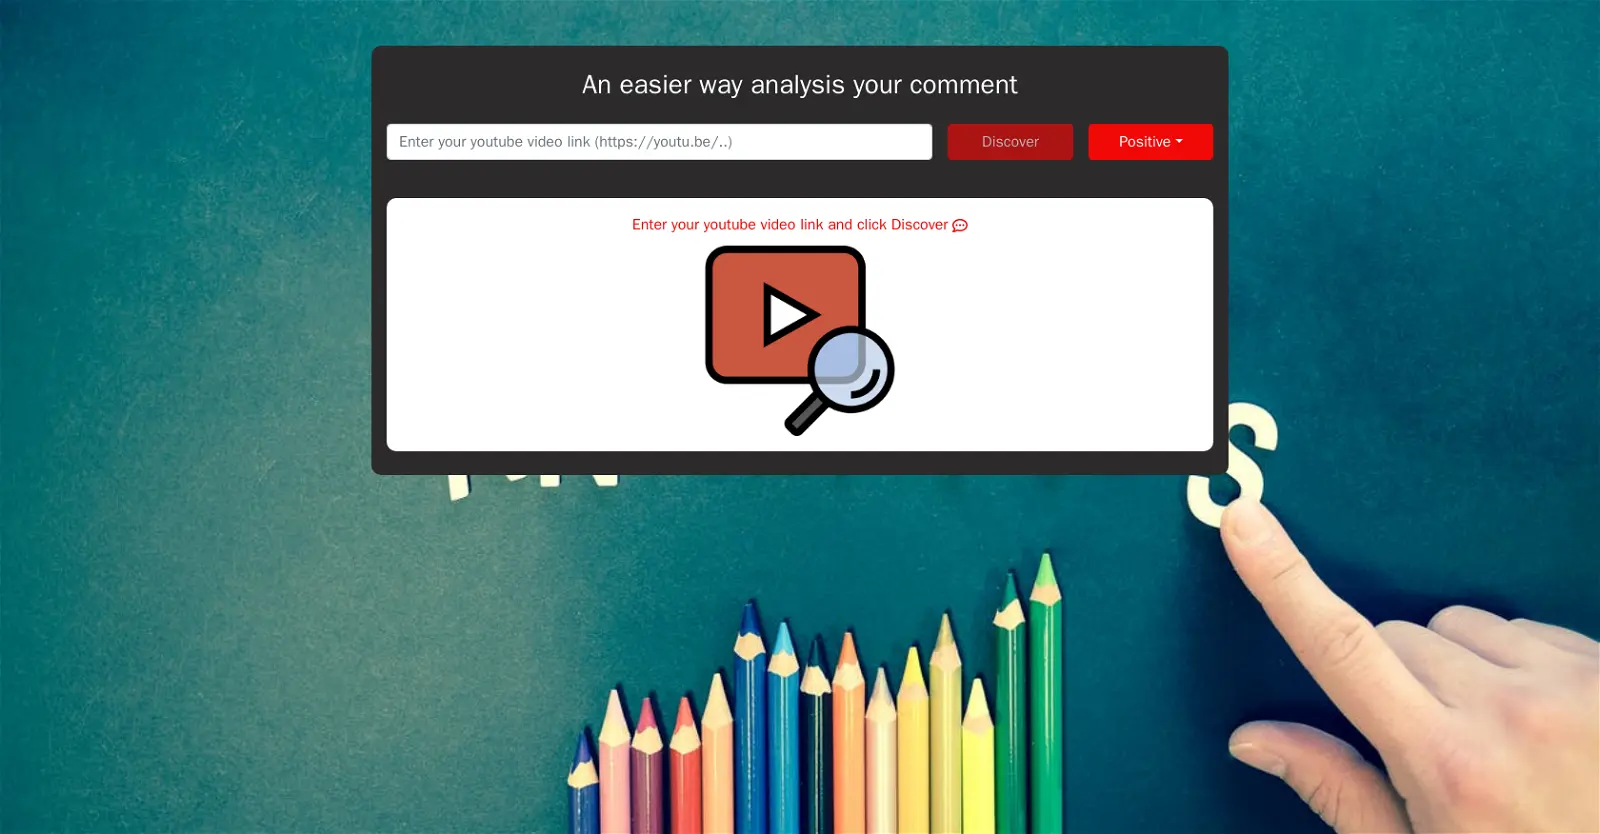 An easier way analysis your comment
Enter your youtube video link (https://youtu.be/..)
Discover
Positive
Enter your youtube video link and click Discover
S